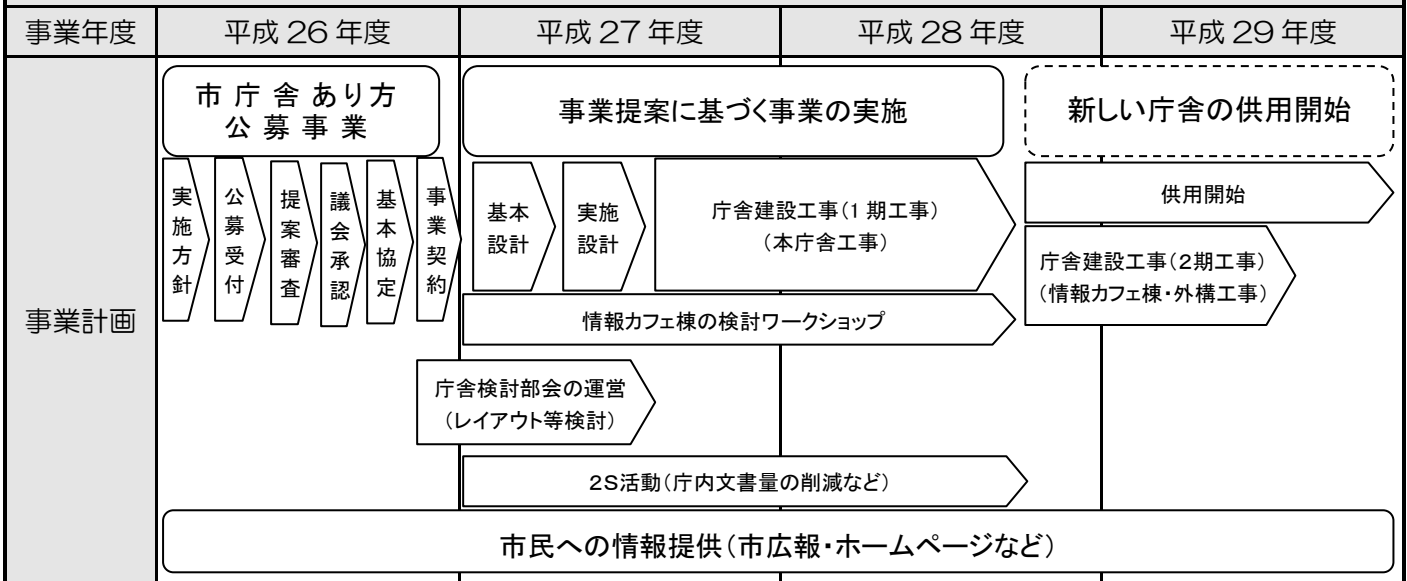 事業年度
平成 26 年度
平成 27 年度
平成 28 年度
平成 29 年度
事業計画
市 庁 舎 あり方
公 募 事 業
事業提案に基づく事業の実施
新しい庁舎の供用開始
実施方針
公募受付
提案審査
議会承認
基本協定
事業契約
基本
設計
実施
設計
庁舎建設工事(1 期工事)
(本庁舎工事)
供用開始
庁舎建設工事(2期工事)
(情報カフェ棟・外構工事)
情報カフェ棟の検討ワークショップ
庁舎検討部会の運営
(レイアウト等検討)
2S活動(庁内文書量の削減など)
市民への情報提供(市広報・ホームページなど)